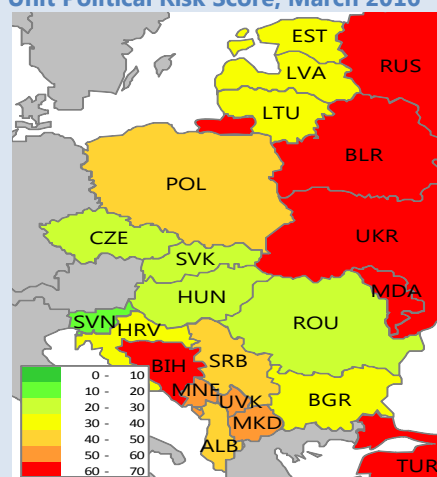 Unit Political Risk Score, March 2016
EST
RUS
LVA
LTU
BLR
POL
UKR
CZE
SVK
MDA
HUN
ROU
SVN
HRV
SRB
BIH
MNE
UVK
BGR
MKD
ALB
TUR
0 - 10
10 - 20
20 - 30
30 - 40
40 - 50
50 - 60
60 - 70